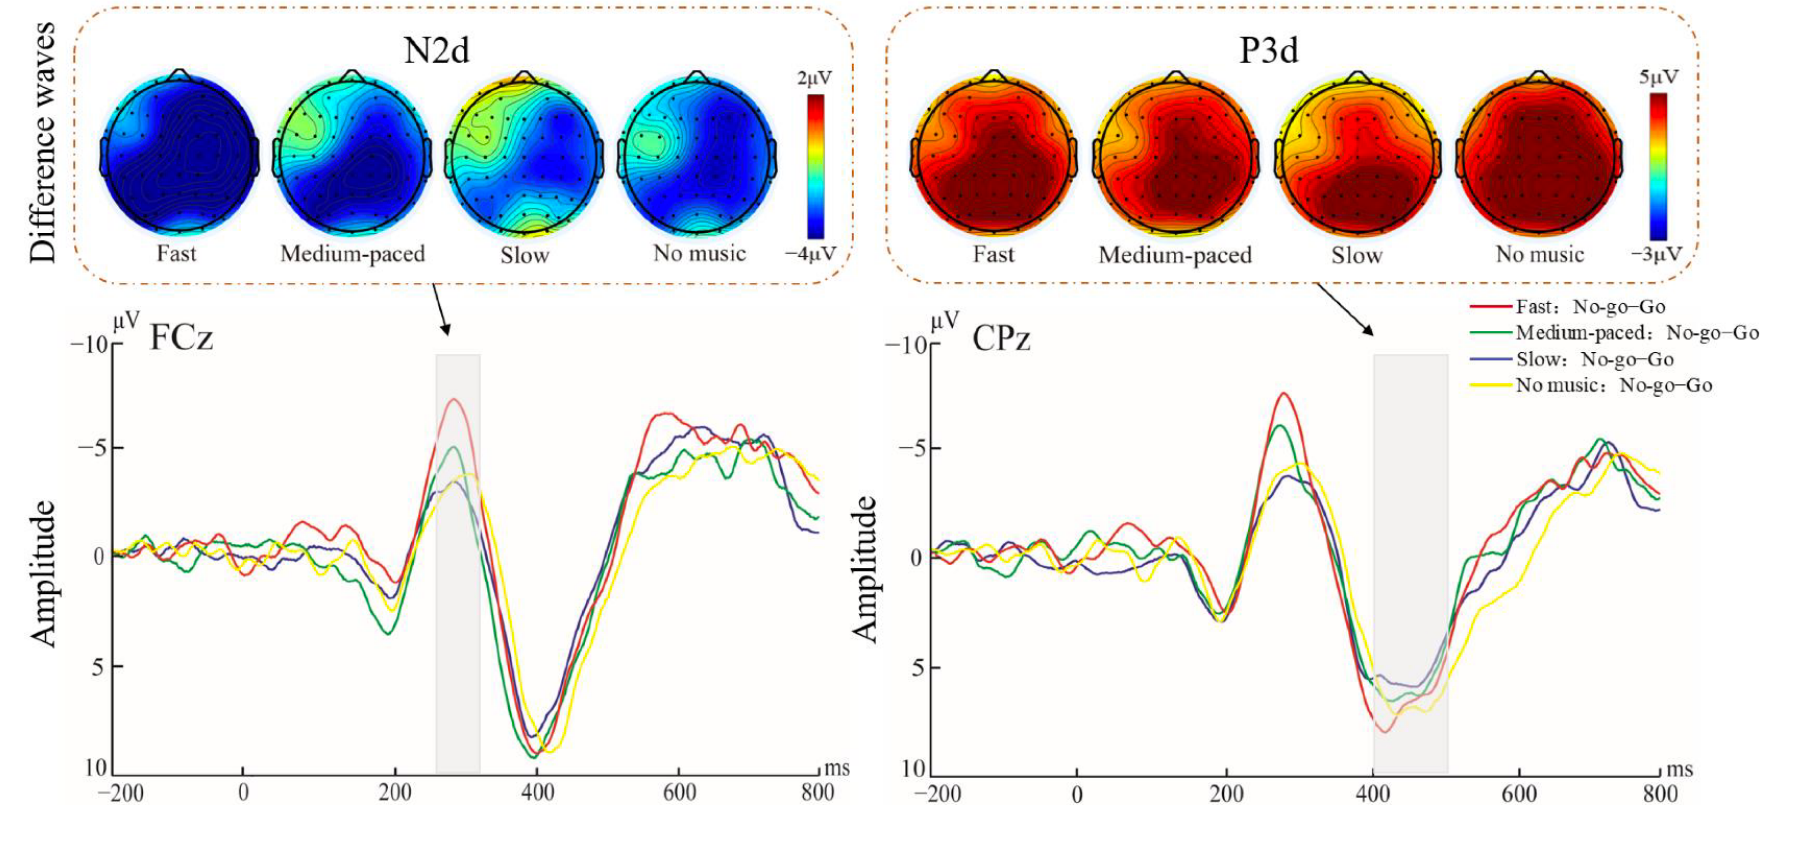 Difference waves
N2d
2μV
−4μV
Fast
Medium-paced
Slow
No music
P3d
5μV
−3μV
Fast
Medium-paced
Slow
No music
μV
FCz
−10
−5
0
5
10
Amplitude
−200
0
200
400
600
800
ms
μV
CPz
−10
−5
0
5
10
Amplitude
−200
0
200
400
600
800
ms
Fast: No-go−Go
Medium-paced: No-go−Go
Slow: No-go−Go
No music: No-go−Go